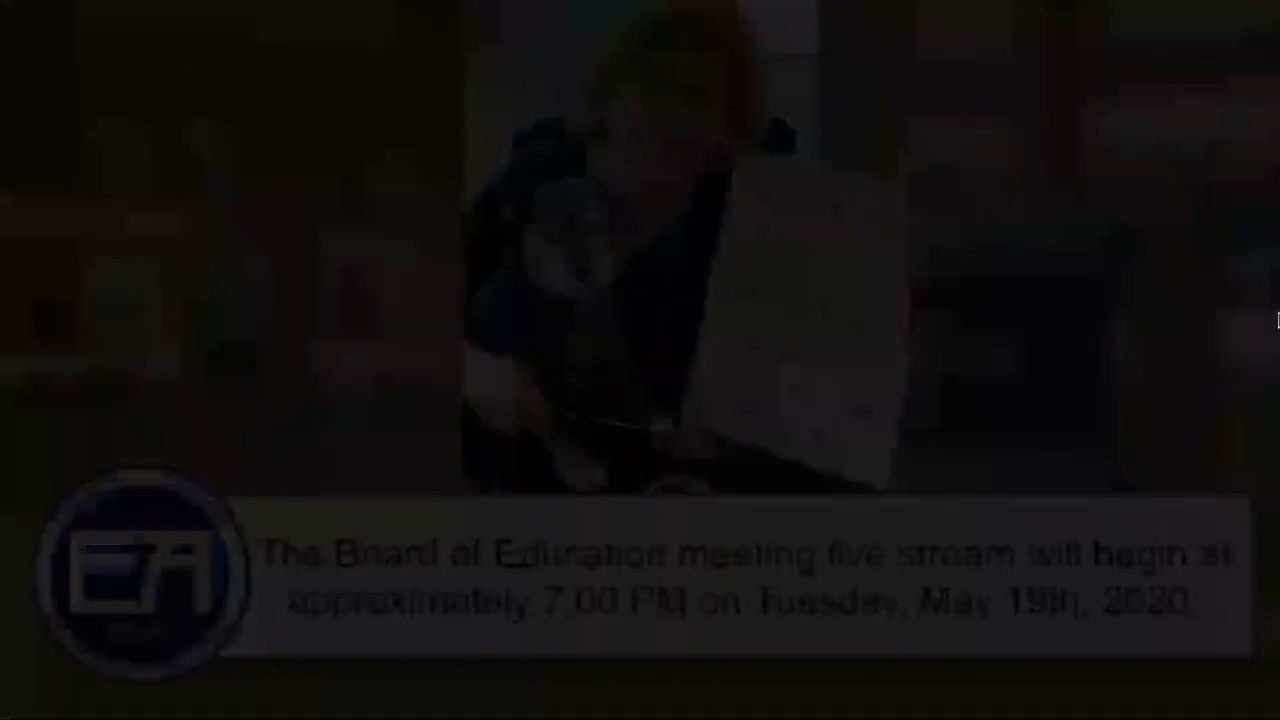 EA
The Board of Education meeting live stream will begin at
approximately 7:00 PM on Tuesday, May 19th, 2020.